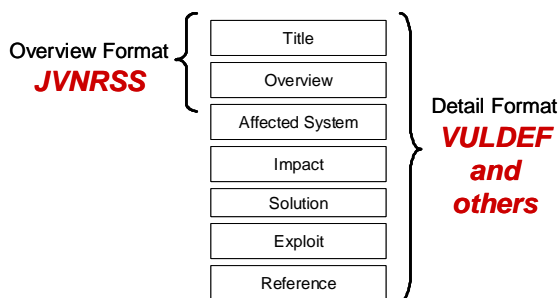 Overview Format
JVNRSS
Title
Overview
Affected System
Impact
Solution
Exploit
Reference
Detail Format
VULDEF
and
others